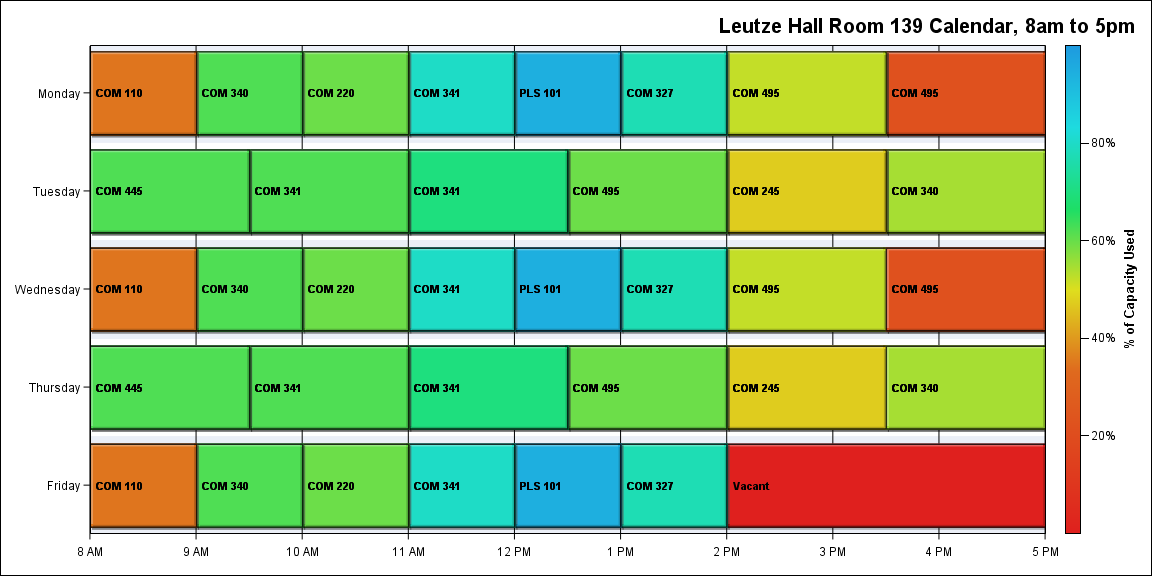 Leutze Hall Room 139 Calendar, 8am to 5pm
Monday
COM 110
COM 340
COM 220
COM 341
PLS 101
COM 327
COM 495
COM 495
Tuesday
COM 445
COM 341
COM 341
COM 495
COM 245
COM 340
Wednesday
COM 110
COM 340
COM 220
COM 341
PLS 101
COM 327
COM 495
COM 495
Thursday
COM 445
COM 341
COM 341
COM 495
COM 245
COM 340
Friday
COM 110
COM 340
COM 220
COM 341
PLS 101
COM 327
Vacant
8 AM
9 AM
10 AM
11 AM
12 PM
1 PM
2 PM
3 PM
4 PM
5 PM
80%
60%
40%
20%
% of Capacity Used